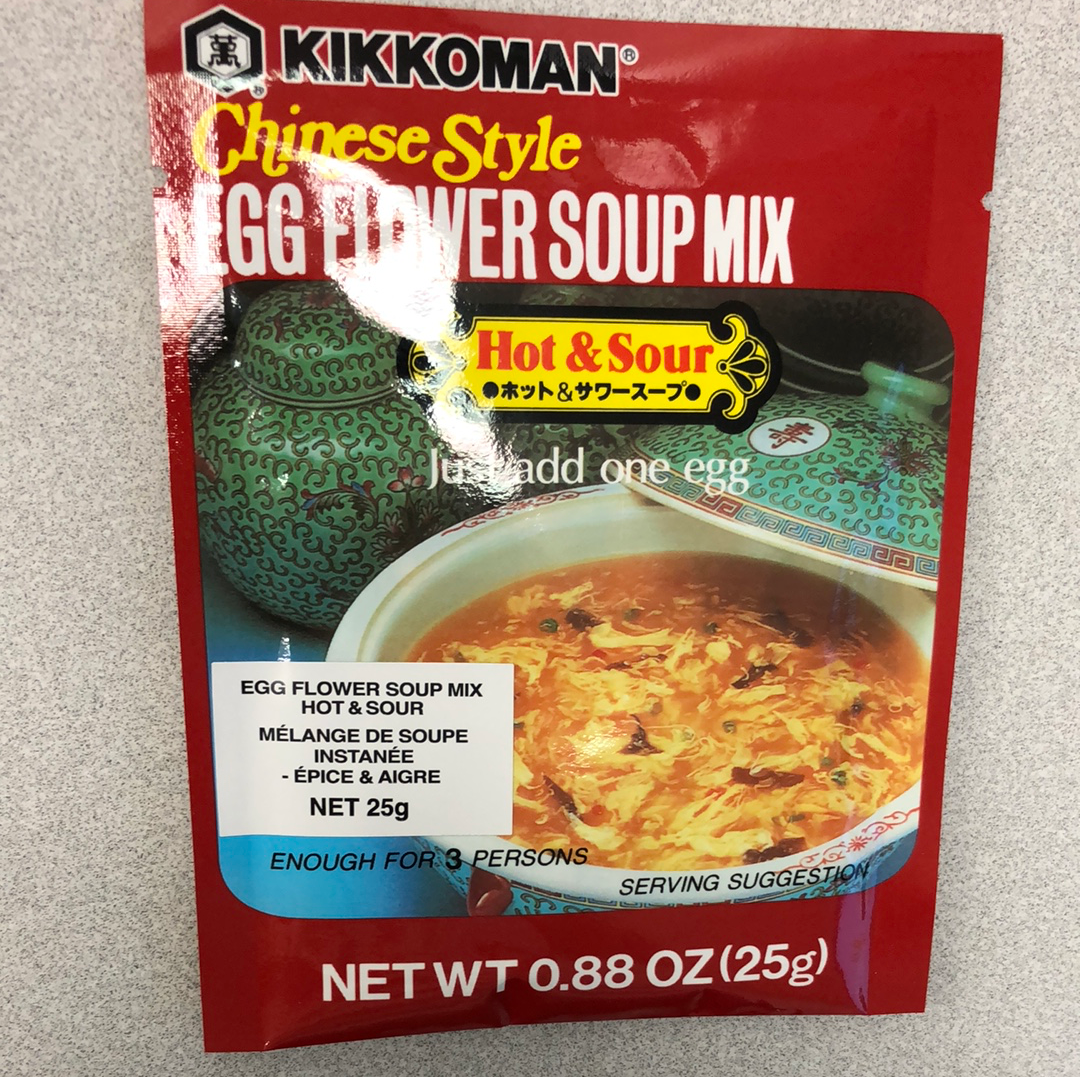 萬
KIKKOMAN®
Chinese Style
EGG FLOWER SOUP MIX
Hot & Sour
●ホット&サワースープ●
寿
Just add one egg
EGG FLOWER SOUP MIX
HOT & SOUR
MÉLANGE DE SOUPE
INSTANÉE
- ÉPICE & AIGRE
NET 25g
ENOUGH FOR 3 PERSONS
SERVING SUGGESTION
NET WT 0.88 OZ (25g)